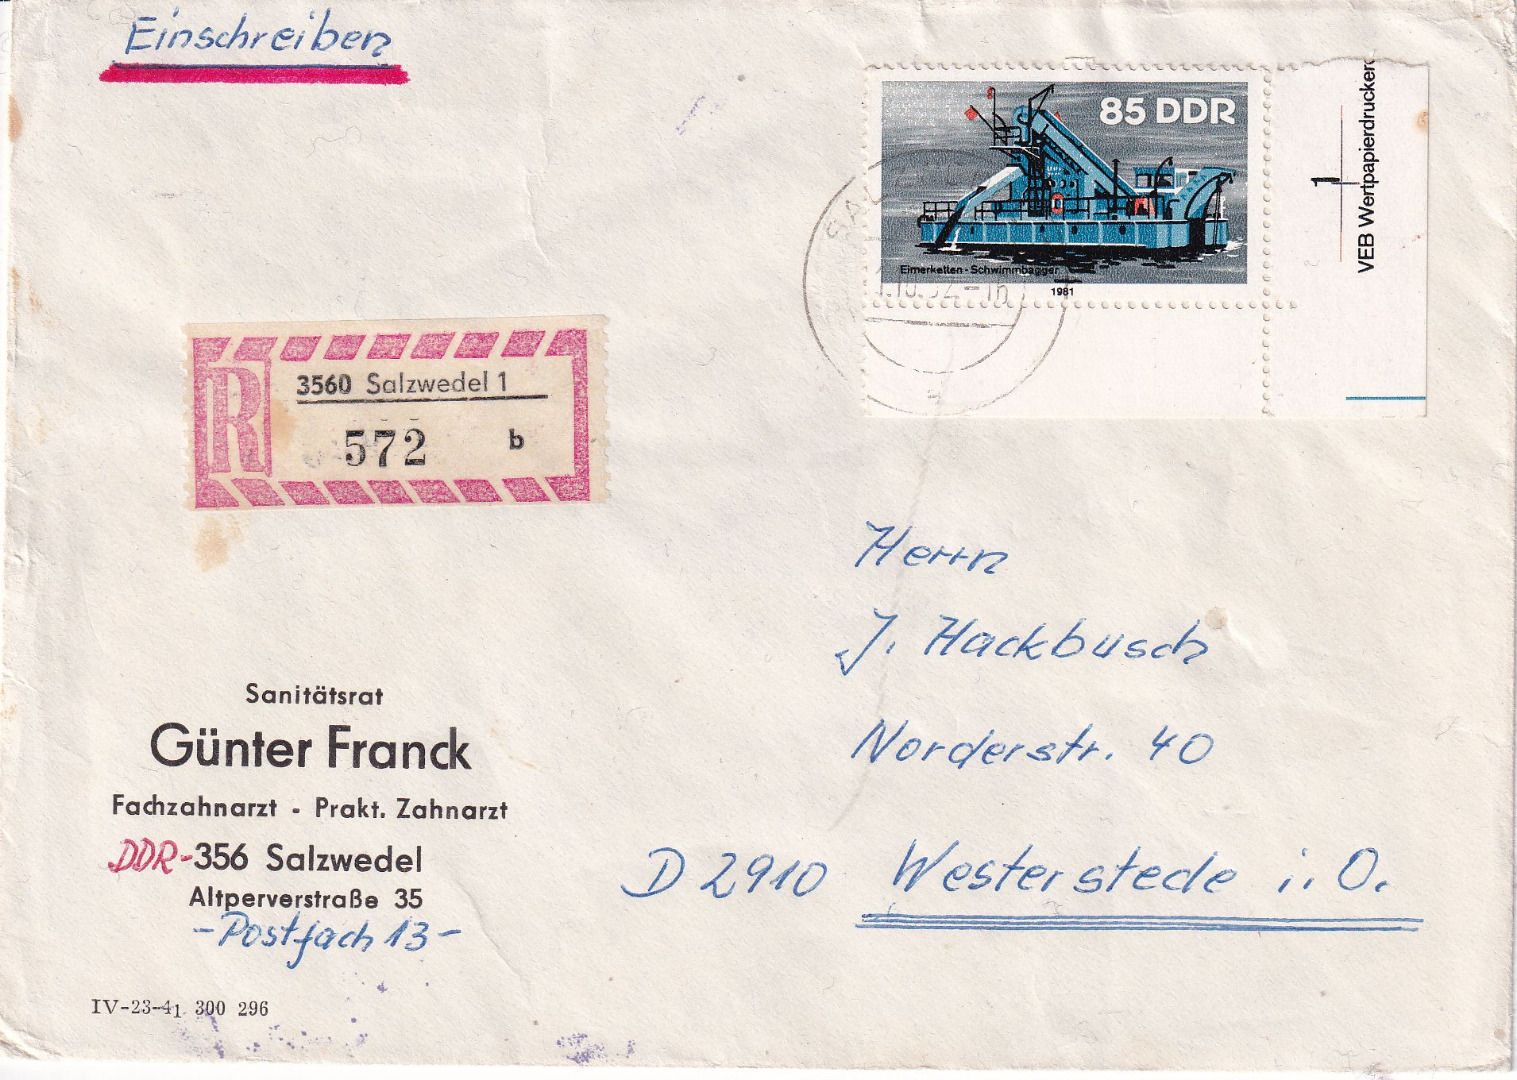 Einschreiben
85 DDR
Eimerketten-Schwimmbagger
1981
VEB Wertpapierdruckere
R
3560 Salzwedel 1
572 b
Herrn
J. Hackbusch
Norderstr. 40
D 2910 Westerstede i. O.
Sanitätsrat
Günter Franck
Fachzahnarzt - Prakt. Zahnarzt
DDR-356 Salzwedel
Altperverstraße 35
-Postfach 13-
IV-23-41 300 296